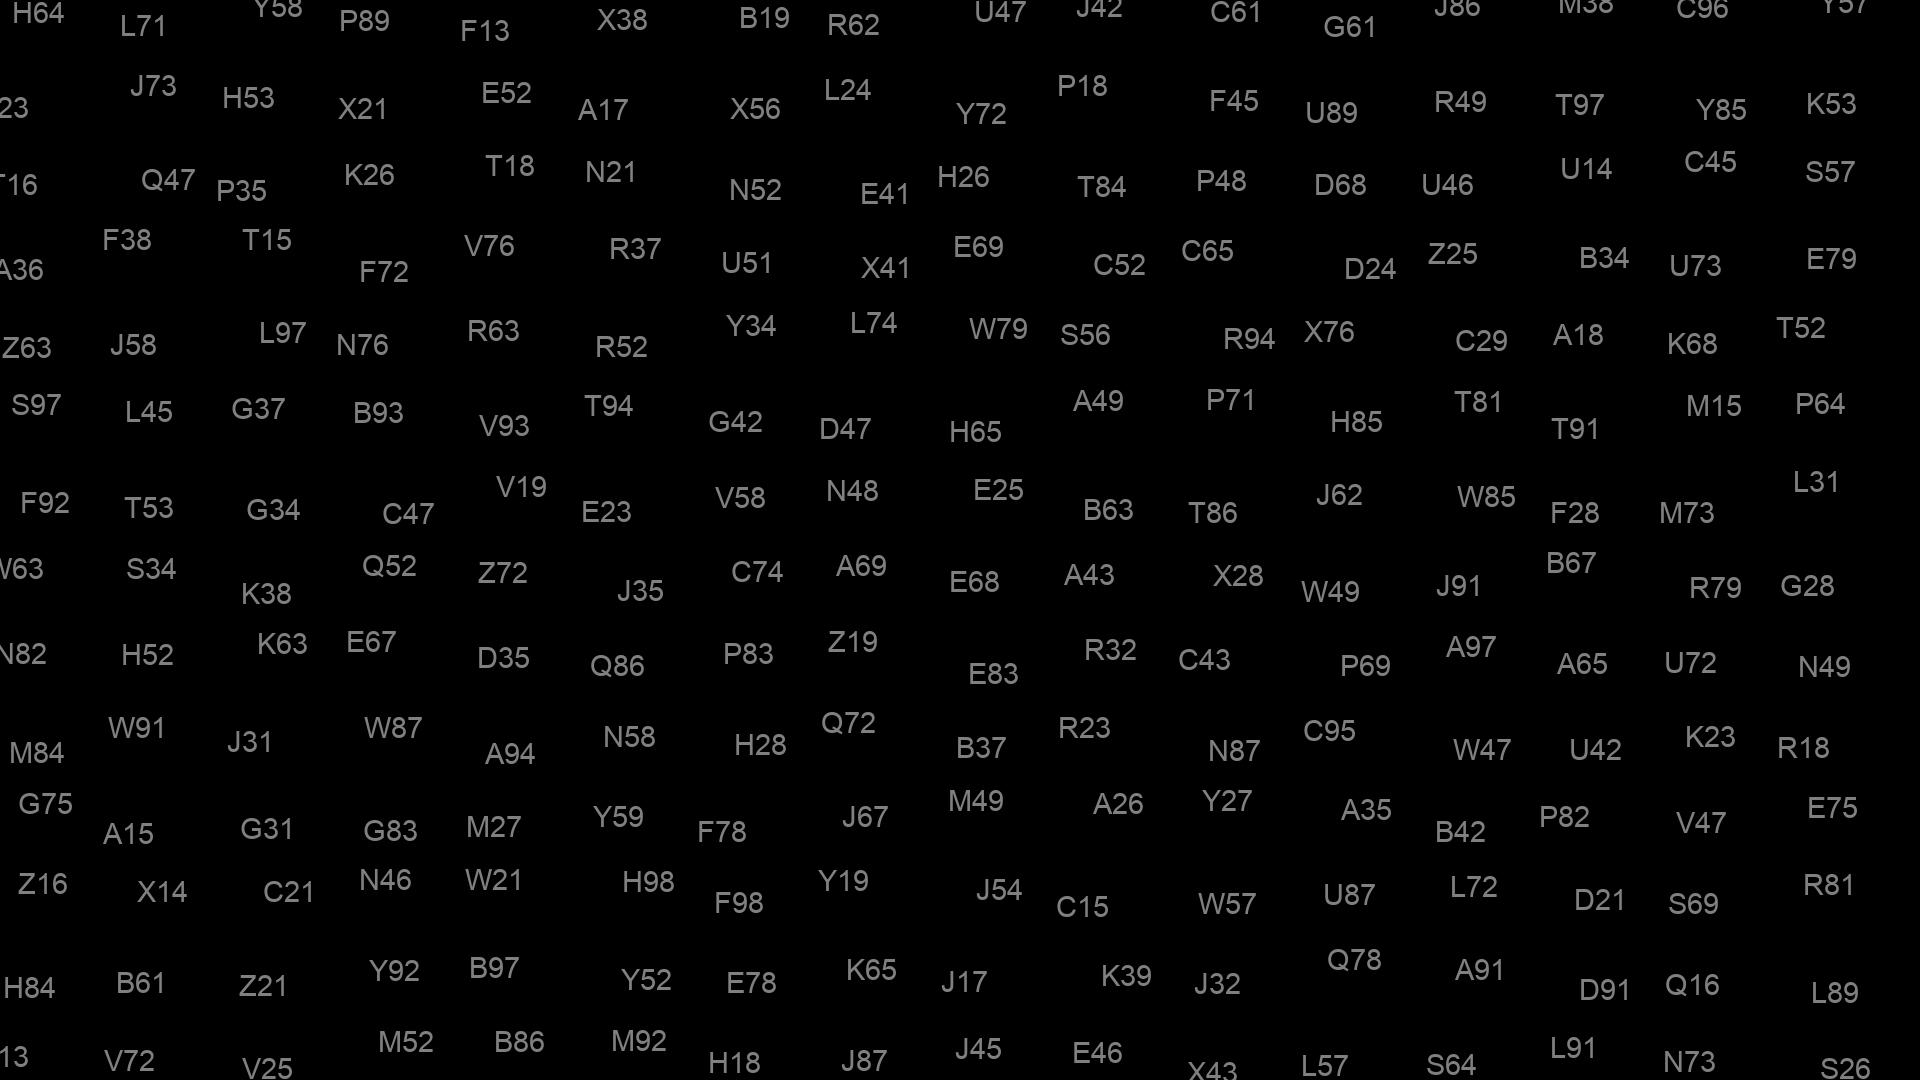 H64 L71 Y58 P89 F13 X38 B19 R62 U47 J42 C61 G61 J86 M38 C96 Y57
23 J73 H53 X21 E52 A17 X56 L24 Y72 P18 F45 U89 R49 T97 Y85 K53
T16 Q47 P35 K26 T18 N21 N52 E41 H26 T84 P48 D68 U46 U14 C45 S57
A36 F38 T15 F72 V76 R37 U51 X41 E69 C52 C65 D24 Z25 B34 U73 E79
Z63 J58 L97 N76 R63 R52 Y34 L74 W79 S56 R94 X76 C29 A18 K68 T52
S97 L45 G37 B93 V93 T94 G42 D47 H65 A49 P71 H85 T81 T91 M15 P64
F92 T53 G34 C47 V19 E23 V58 N48 E25 B63 T86 J62 W85 F28 M73 L31
W63 S34 K38 Q52 Z72 J35 C74 A69 E68 A43 X28 W49 J91 B67 R79 G28
N82 H52 K63 E67 D35 Q86 P83 Z19 E83 R32 C43 P69 A97 A65 U72 N49
M84 W91 J31 W87 A94 N58 H28 Q72 B37 R23 N87 C95 W47 U42 K23 R18
G75 A15 G31 G83 M27 Y59 F78 J67 M49 A26 Y27 A35 B42 P82 V47 E75
Z16 X14 C21 N46 W21 H98 F98 Y19 J54 C15 W57 U87 L72 D21 S69 R81
H84 B61 Z21 Y92 B97 Y52 E78 K65 J17 K39 J32 Q78 A91 D91 Q16 L89
13 V72 V25 M52 B86 M92 H18 J87 J45 E46 X43 L57 S64 L91 N73 S26